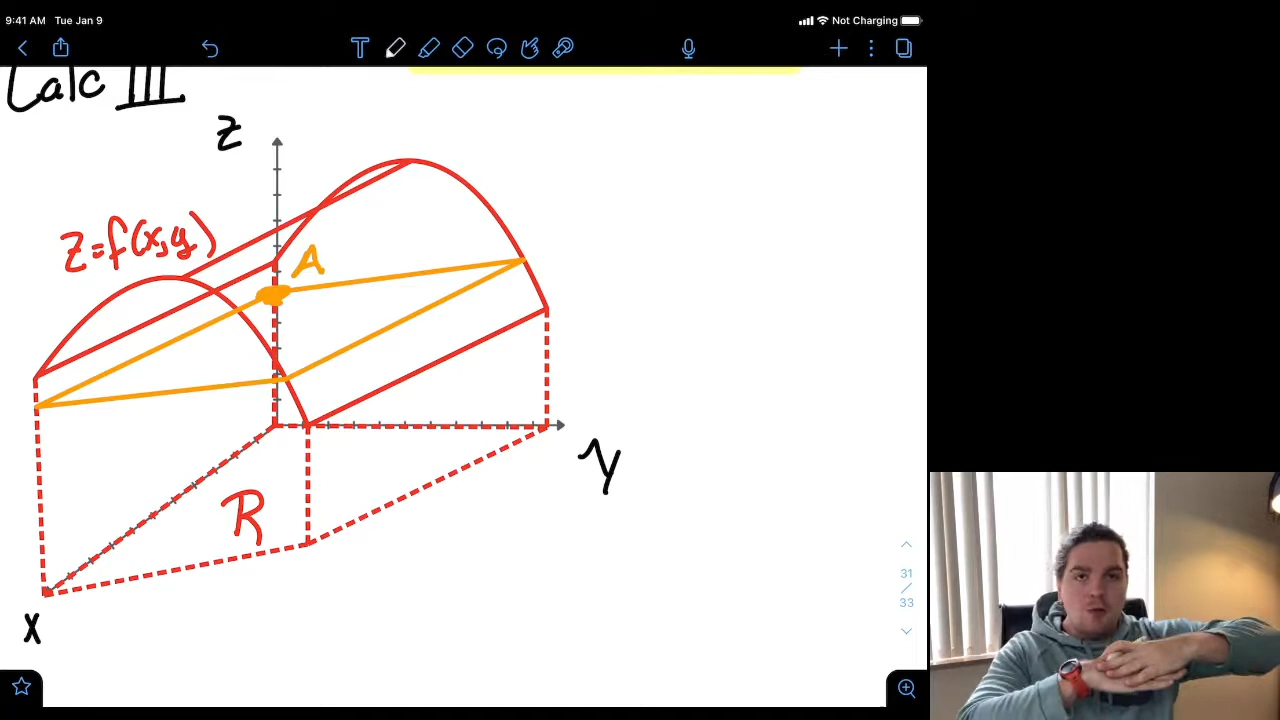 9:41 AM Tue Jan 9
Not Charging
T
Calc III
z
z=f(x,y)
A
y
R
x
31
33